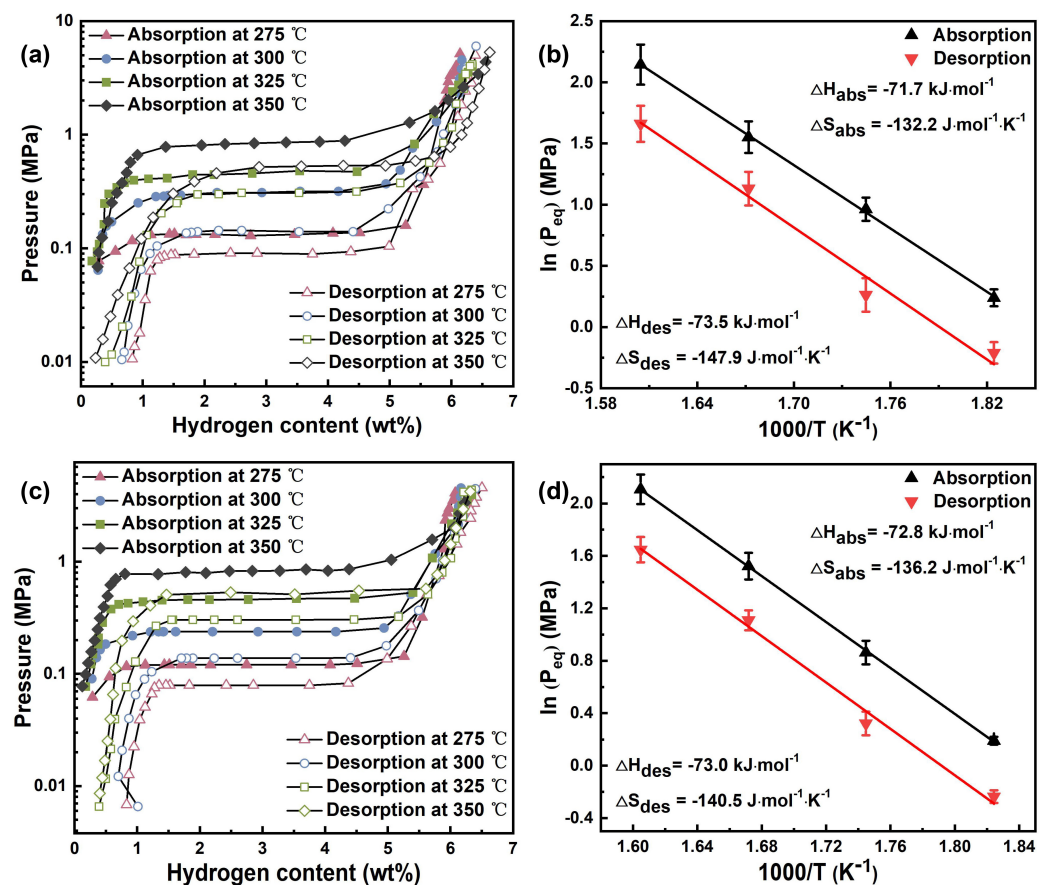 (a)
Absorption at 275 ℃
Absorption at 300 ℃
Absorption at 325 ℃
Absorption at 350 ℃
Desorption at 275 ℃
Desorption at 300 ℃
Desorption at 325 ℃
Desorption at 350 ℃
Pressure (MPa)
10
1
0.1
0.01
0 1 2 3 4 5 6 7
Hydrogen content (wt%)
(b)
Absorption
Desorption
△Habs = -71.7 kJ·mol-1
△Sabs = -132.2 J·mol-1·K-1
△Hdes= -73.5 kJ·mol-1
△Sdes = -147.9 J·mol-1·K-1
ln (Peq) (MPa)
2.5
2.0
1.5
1.0
0.5
0.0
-0.5
1.58 1.64 1.70 1.76 1.82
1000/T (K-1)
(c)
Absorption at 275 ℃
Absorption at 300 ℃
Absorption at 325 ℃
Absorption at 350 ℃
Desorption at 275 ℃
Desorption at 300 ℃
Desorption at 325 ℃
Desorption at 350 ℃
Pressure (MPa)
1
0.1
0.01
0 1 2 3 4 5 6 7
Hydrogen content (wt%)
(d)
Absorption
Desorption
△Habs = -72.8 kJ·mol-1
△Sabs = -136.2 J·mol-1·K-1
△Hdes = -73.0 kJ·mol-1
△Sdes = -140.5 J·mol-1·K-1
ln (Peq) (MPa)
2.0
1.6
1.2
0.8
0.4
0.0
-0.4
1.60 1.64 1.68 1.72 1.76 1.80 1.84
1000/T (K-1)